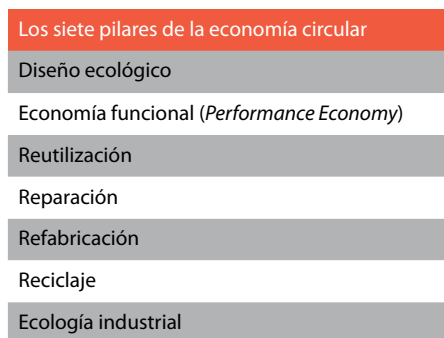 Los siete pilares de la economía circular
Diseño ecológico
Economía funcional (Performance Economy)
Reutilización
Reparación
Refabricación
Reciclaje
Ecología industrial